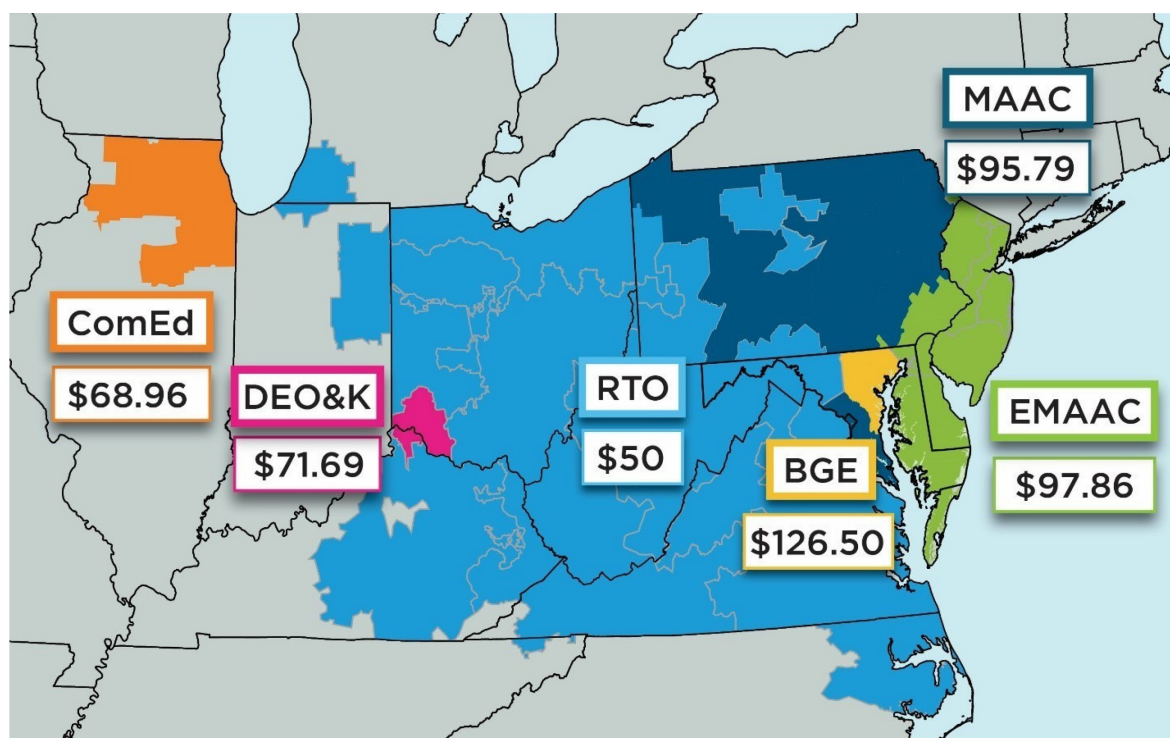 MAAC
$95.79
ComEd
$68.96
DEO&K
$71.69
RTO
$50
BGE
$126.50
EMAAC
$97.86